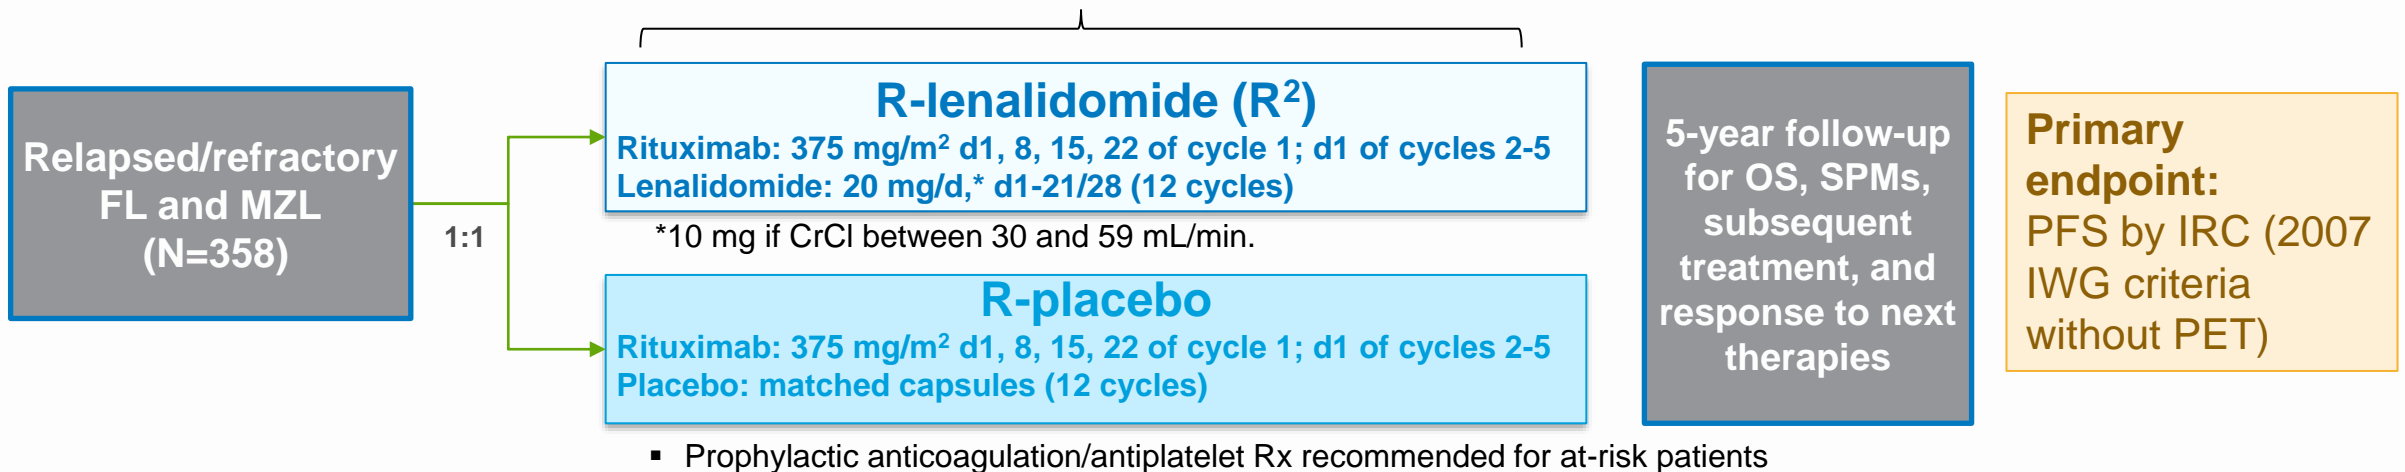 Relapsed/refractory
FL and MZL
(N=358)
1:1
R-lenalidomide (R²)
Rituximab: 375 mg/m² d1, 8, 15, 22 of cycle 1; d1 of cycles 2-5
Lenalidomide: 20 mg/d,* d1-21/28 (12 cycles)
*10 mg if CrCl between 30 and 59 mL/min.
R-placebo
Rituximab: 375 mg/m² d1, 8, 15, 22 of cycle 1; d1 of cycles 2-5
Placebo: matched capsules (12 cycles)
▪ Prophylactic anticoagulation/antiplatelet Rx recommended for at-risk patients
5-year follow-up
for OS, SPMs,
subsequent
treatment, and
response to next
therapies
Primary
endpoint:
PFS by IRC (2007
IWG criteria
without PET)